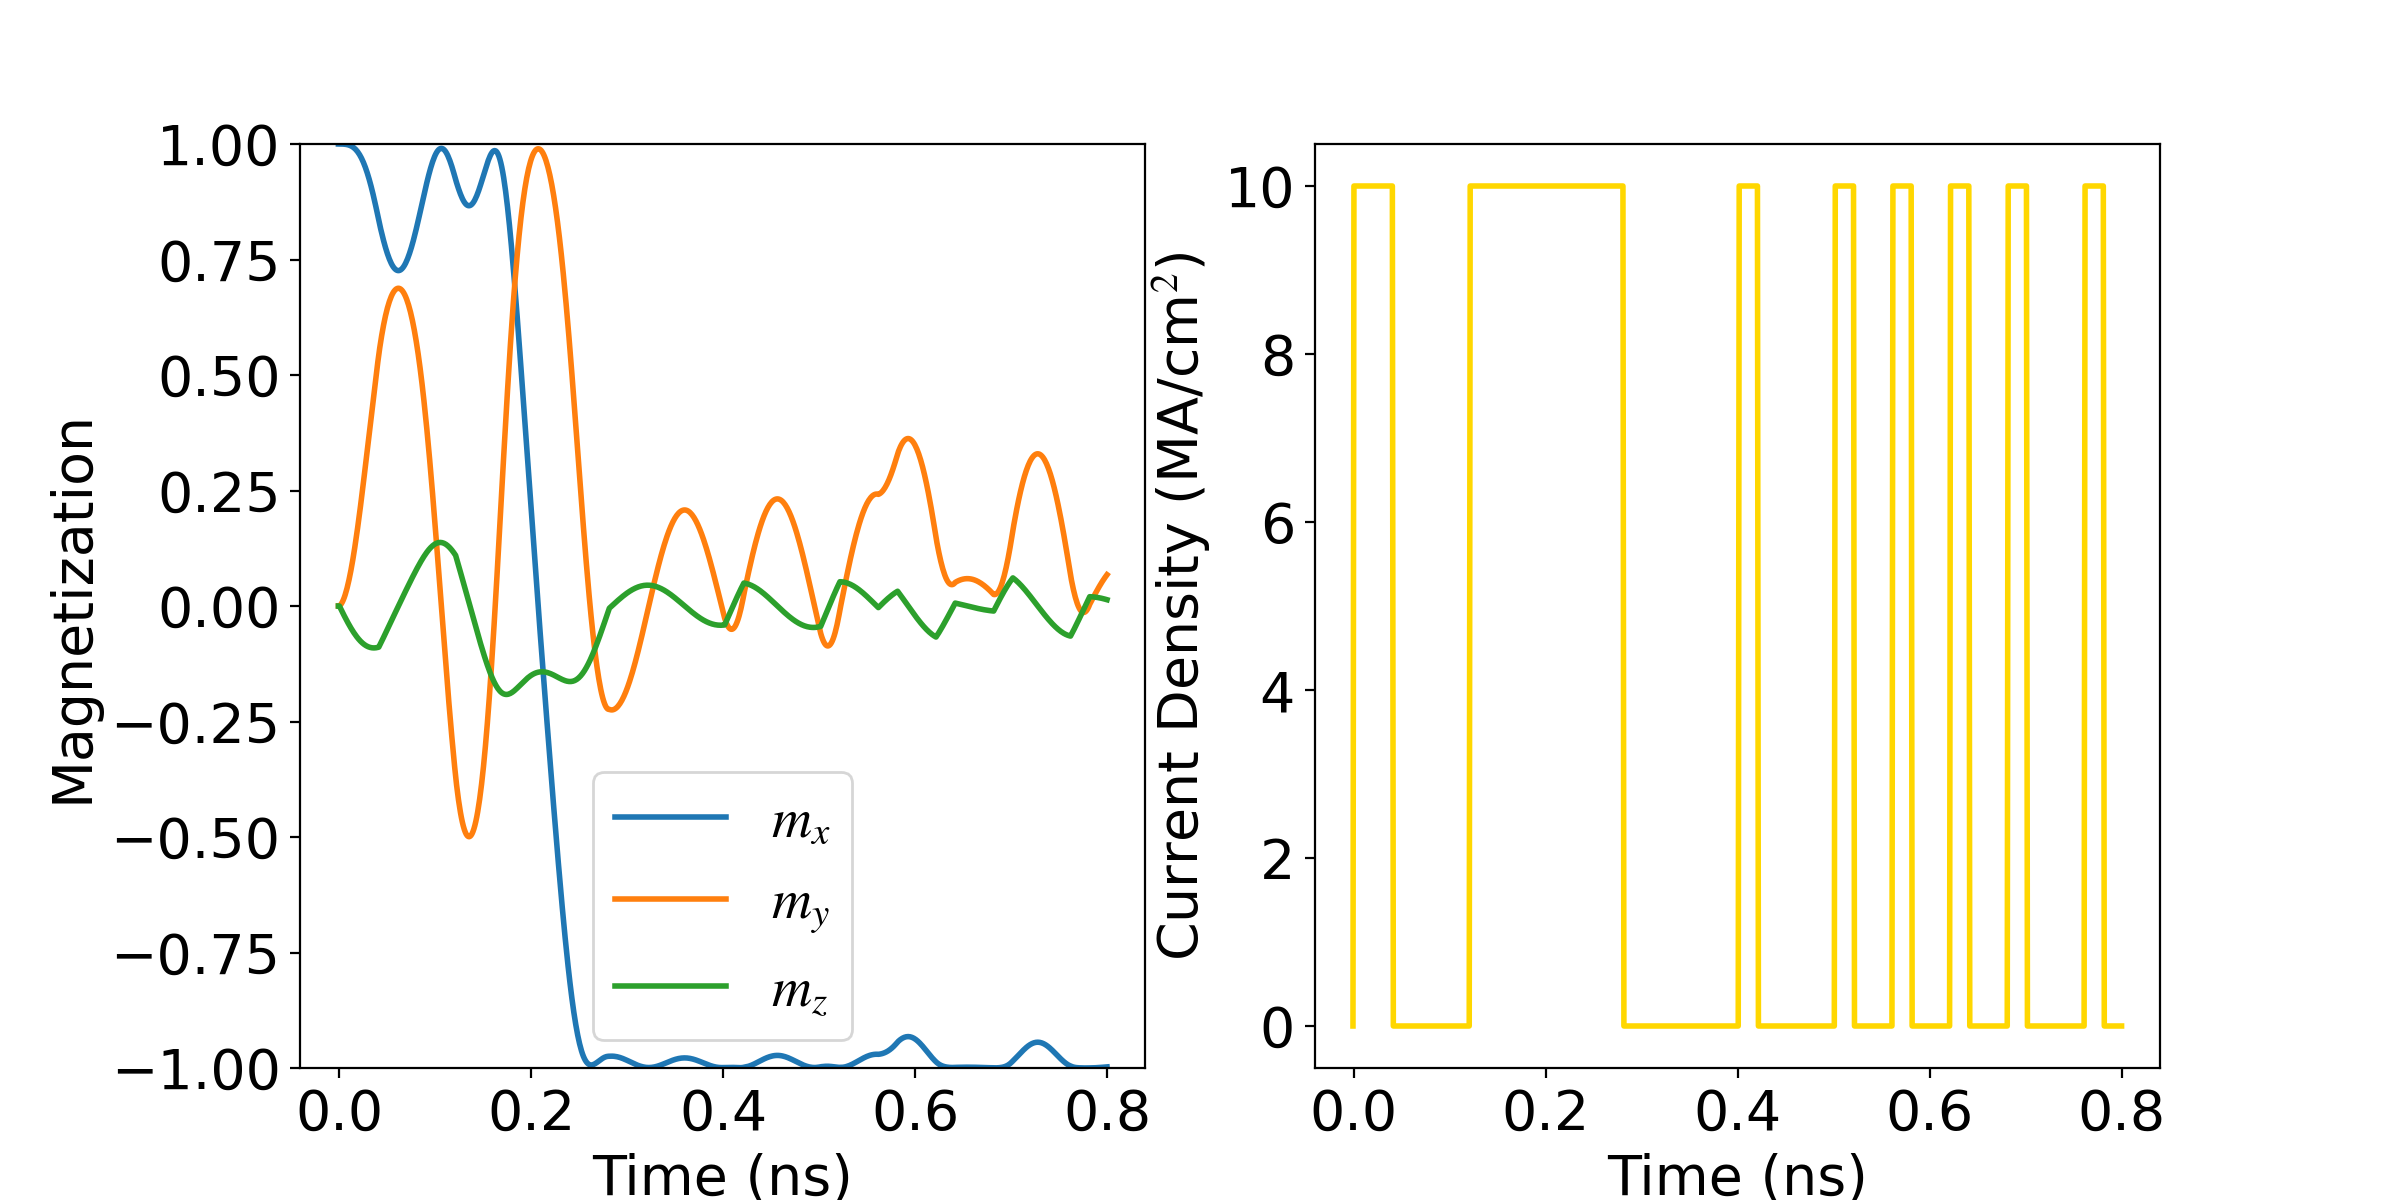 Magnetization
1.00
0.75
0.50
0.25
0.00
−0.25
−0.50
−0.75
−1.00
m_x
m_y
m_z
0.0 0.2 0.4 0.6 0.8
Time (ns)
Current Density (MA/cm²)
10
8
6
4
2
0
0.0 0.2 0.4 0.6 0.8
Time (ns)